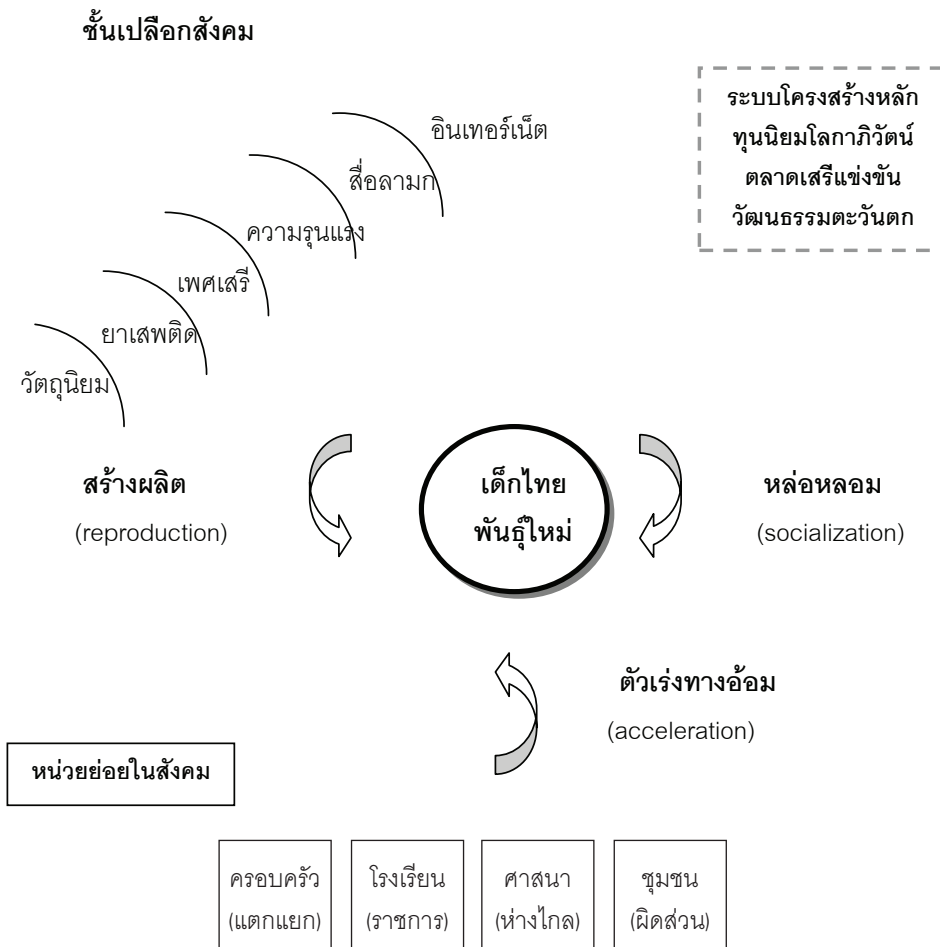 ชั้นเปลือกสังคม
ระบบโครงสร้างหลัก
ทุนนิยมโลกาภิวัตน์
ตลาดเสรีแข่งขัน
วัฒนธรรมตะวันตก
อินเทอร์เน็ต
สื่อลามก
ความรุนแรง
เพศเสรี
ยาเสพติด
วัตถุนิยม
สร้างผลิต
(reproduction)
เด็กไทย
พันธุ์ใหม่
หล่อหลอม
(socialization)
ตัวเร่งทางอ้อม
(acceleration)
หน่วยย่อยในสังคม
ครอบครัว
(แตกแยก)
โรงเรียน
(ราชการ)
ศาสนา
(ห่างไกล)
ชุมชน
(ผิดส่วน)